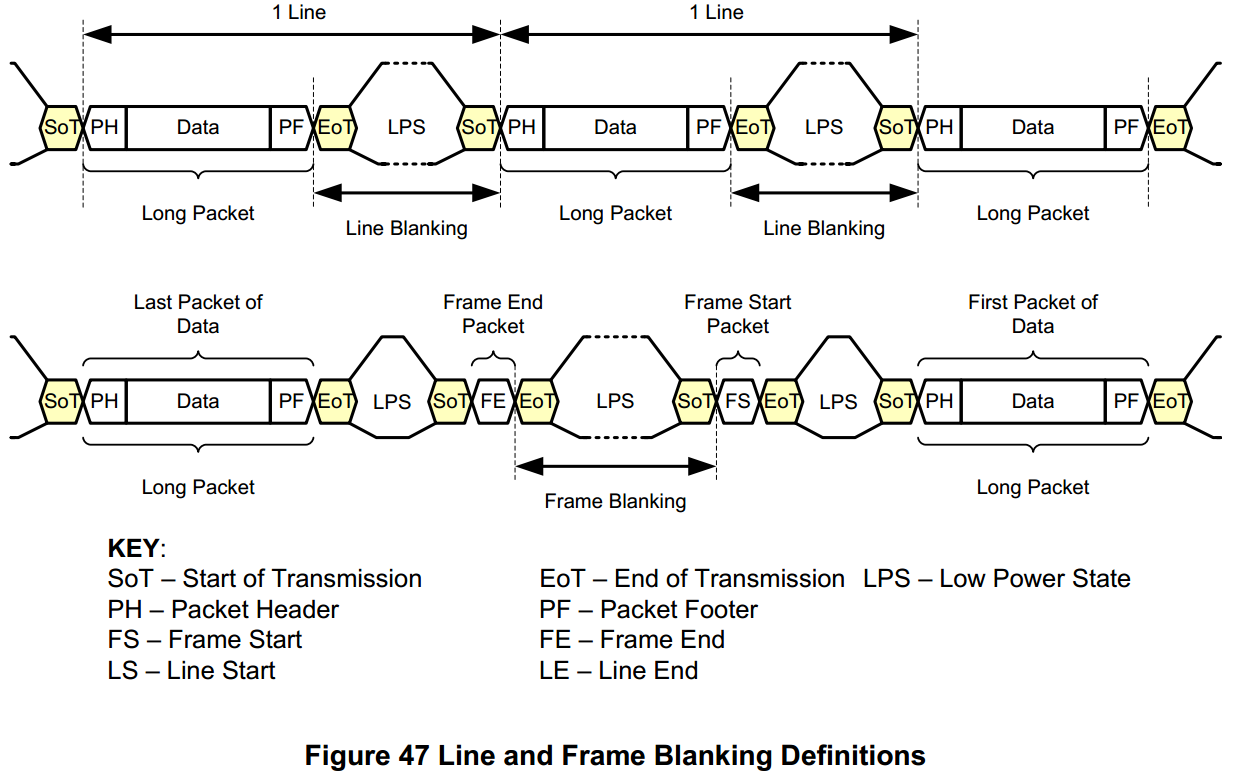 1 Line 1 Line
SoT PH Data PF EoT LPS SoT PH Data PF EoT LPS SoT PH Data PF EoT
Long Packet Long Packet Long Packet
Line Blanking Line Blanking
Last Packet of Data Frame End Packet Frame Start Packet First Packet of Data
SoT PH Data PF EoT LPS SoT FE EoT LPS SoT FS EoT LPS SoT PH Data PF EoT
Long Packet Long Packet
Frame Blanking
KEY:
SoT – Start of Transmission EoT – End of Transmission LPS – Low Power State
PH – Packet Header PF – Packet Footer
FS – Frame Start FE – Frame End
LS – Line Start LE – Line End
Figure 47 Line and Frame Blanking Definitions